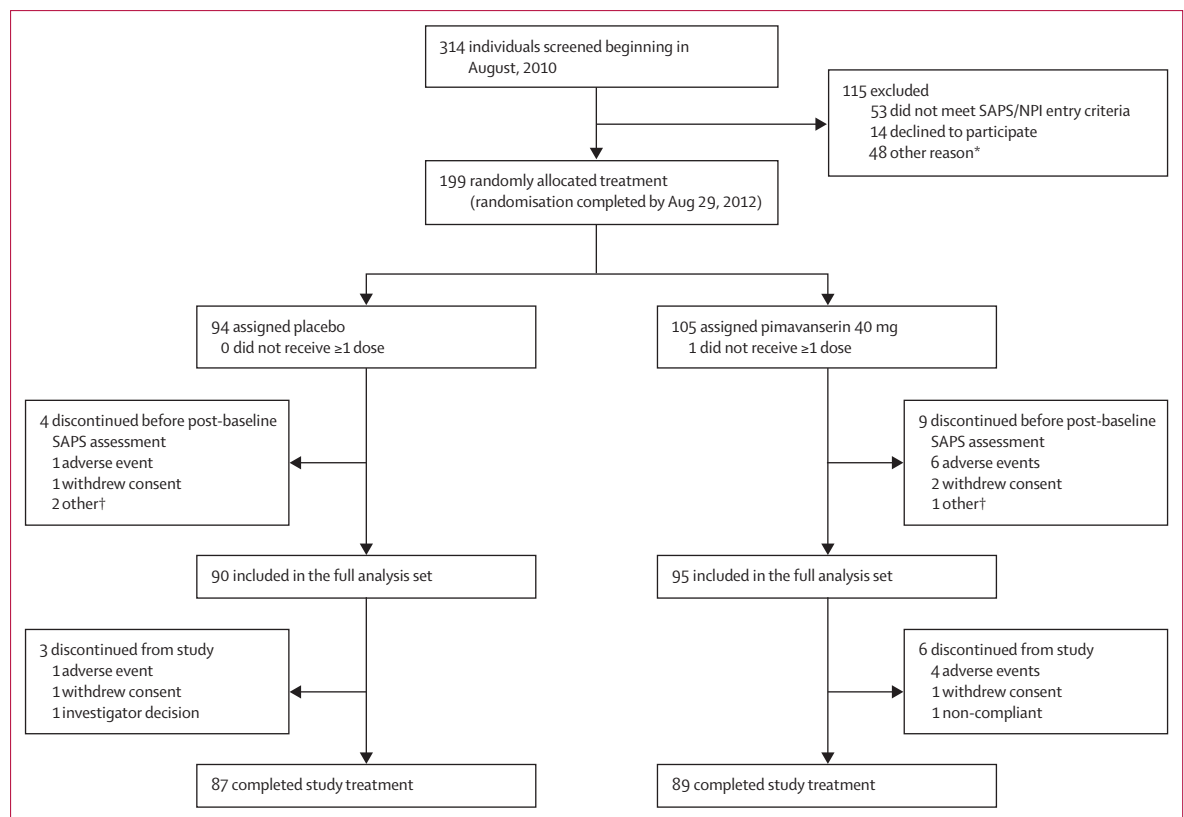 314 individuals screened beginning in
August, 2010
115 excluded
53 did not meet SAPS/NPI entry criteria
14 declined to participate
48 other reason*
199 randomly allocated treatment
(randomisation completed by Aug 29, 2012)
94 assigned placebo
0 did not receive ≥1 dose
105 assigned pimavanserin 40 mg
1 did not receive ≥1 dose
4 discontinued before post-baseline
SAPS assessment
1 adverse event
1 withdrew consent
2 other†
9 discontinued before post-baseline
SAPS assessment
6 adverse events
2 withdrew consent
1 other†
90 included in the full analysis set
95 included in the full analysis set
3 discontinued from study
1 adverse event
1 withdrew consent
1 investigator decision
6 discontinued from study
4 adverse events
1 withdrew consent
1 non-compliant
87 completed study treatment
89 completed study treatment